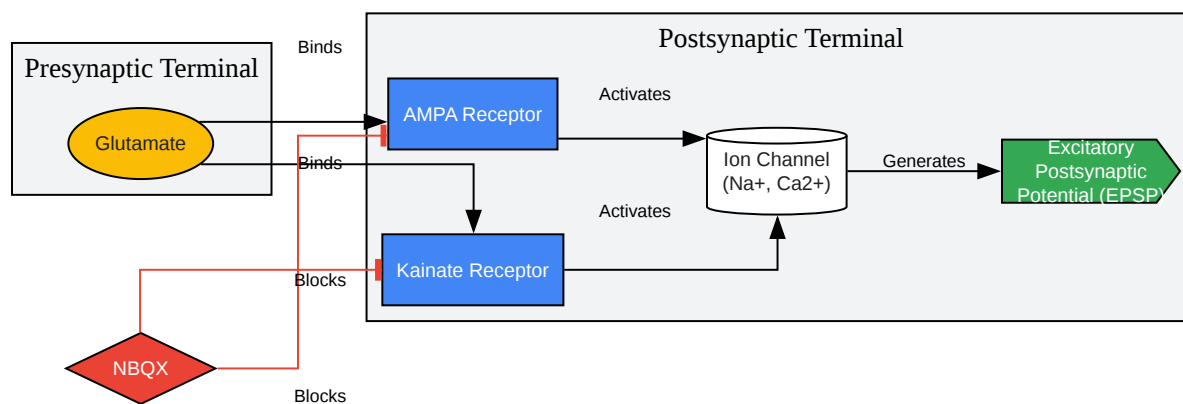 Presynaptic Terminal
Glutamate
Binds
Binds
Blocks
Blocks
NBQX
Postsynaptic Terminal
AMPA Receptor
Kainate Receptor
Activates
Activates
Ion Channel
(Na+, Ca2+)
Generates
Excitatory
Postsynaptic
Potential (EPSP)